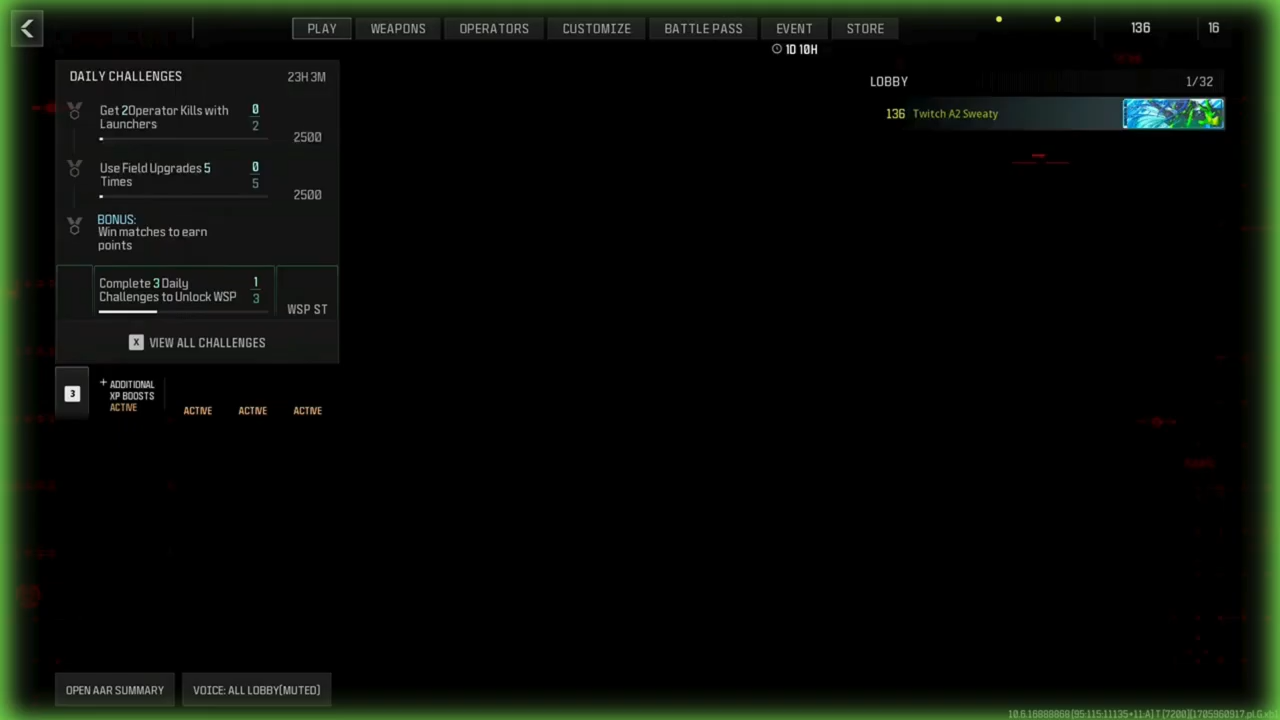 PLAY WEAPONS OPERATORS CUSTOMIZE BATTLE PASS EVENT STORE 136 16
1D 10H
DAILY CHALLENGES 23H 3M
Get 2Operator Kills with
Launchers
0
2
2500
Use Field Upgrades 5
Times
0
5
2500
BONUS:
Win matches to earn
points
Complete 3 Daily
Challenges to Unlock WSP
1
3
WSP ST
X VIEW ALL CHALLENGES
3
+ ADDITIONAL
XP BOOSTS
ACTIVE
ACTIVE ACTIVE ACTIVE
LOBBY 1/32
136 Twitch A2 Sweaty
OPEN AAR SUMMARY VOICE: ALL LOBBY[MUTED]